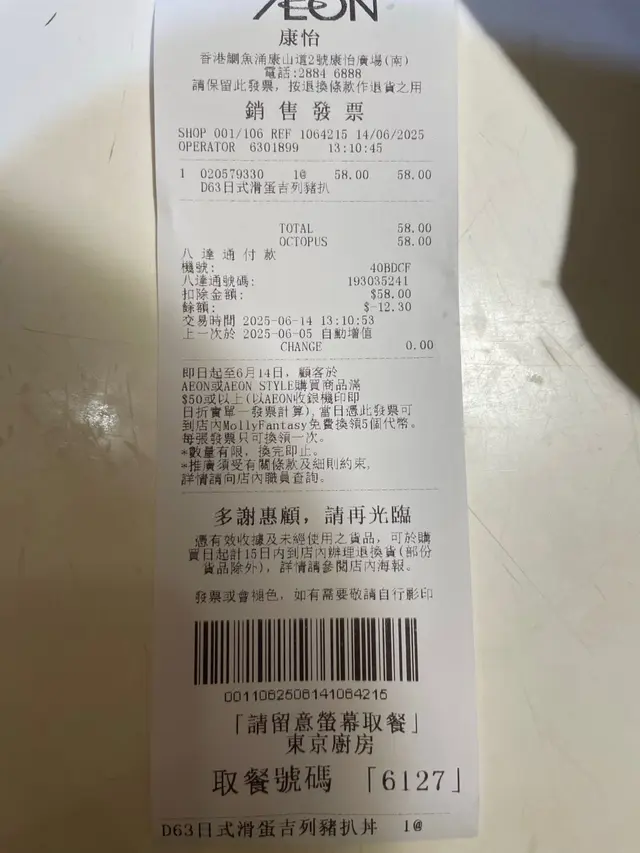 ÆON
康怡
香港鰂魚涌康山道2號康怡廣場(南)
電話:2884 6888
請保留此發票，按退換條款作退貨之用
銷售發票
SHOP 001/106 REF 1064215 14/06/2025
OPERATOR 6301899 13:10:45
1 020579330 1@ 58.00 58.00
D63日式滑蛋吉列豬扒
TOTAL 58.00
OCTOPUS 58.00
八達通付款
機號: 40BDCF
八達通號碼: 193035241
扣除金額: $58.00
餘額: $-12.30
交易時間 2025-06-14 13:10:53
上一次於 2025-06-05 自動增值
CHANGE 0.00
即日起至6月14日，顧客於
AEON或AEON STYLE購買商品滿
$50或以上(以AEON收銀機印即
日折實單一發票計算),當日憑此發票可
到店內MollyFantasy免費換領5個代幣。
每張發票只可換領一次。
*數量有限，換完即止。
*推廣須受有關條款及細則約束,
詳情請向店內職員查詢。
多謝惠顧，請再光臨
憑有效收據及未經使用之貨品，可於購
買日起計15日內到店內辦理退換貨(部份
貨品除外)，詳情請參閱店內海報。
發票或會褪色，如有需要敬請自行影印
0011062506141064215
「請留意螢幕取餐」
東京廚房
取餐號碼 「6127」
D63日式滑蛋吉列豬扒丼 1@